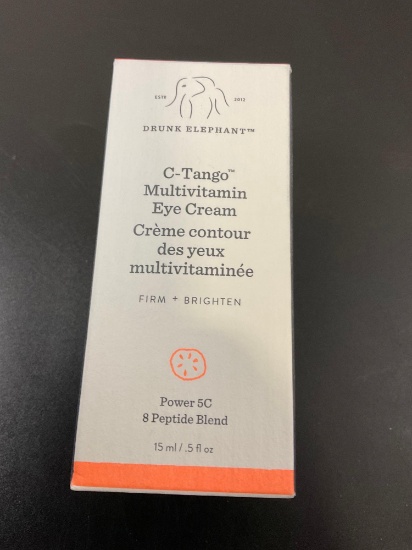 ESTD 2012
DRUNK ELEPHANT™
C-Tango™
Multivitamin
Eye Cream
Crème contour
des yeux
multivitaminée
FIRM + BRIGHTEN
Power 5C
8 Peptide Blend
15 ml / .5 fl oz